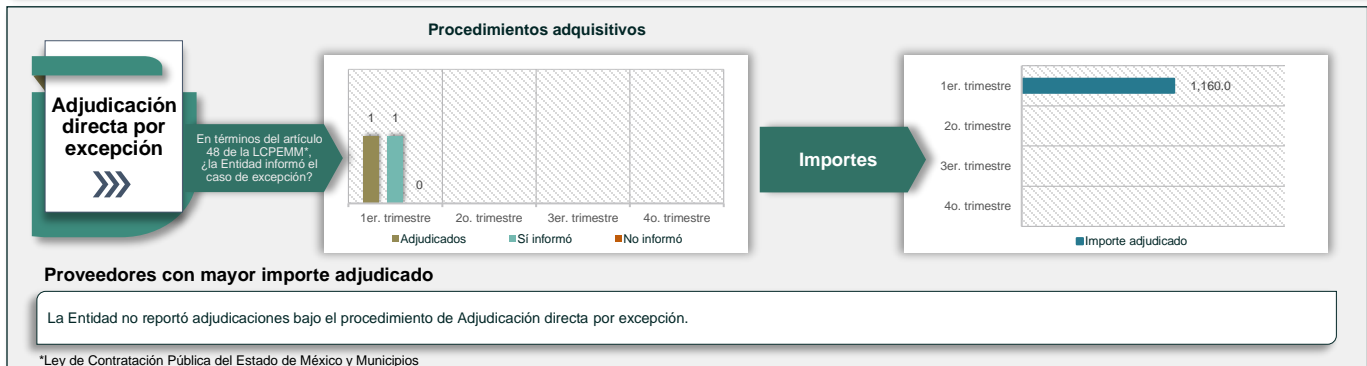 Procedimientos adquisitivos
Adjudicación
directa por
excepción
En términos del artículo
48 de la LCPEMM*,
¿la Entidad informó el
caso de excepción?
1 1
0
1er. trimestre 2o. trimestre 3er. trimestre 4o. trimestre
Adjudicados Sí informó No informó
Importes
1er. trimestre 1,160.0
2o. trimestre
3er. trimestre
4o. trimestre
Importe adjudicado
Proveedores con mayor importe adjudicado
La Entidad no reportó adjudicaciones bajo el procedimiento de Adjudicación directa por excepción.
*Ley de Contratación Pública del Estado de México y Municipios